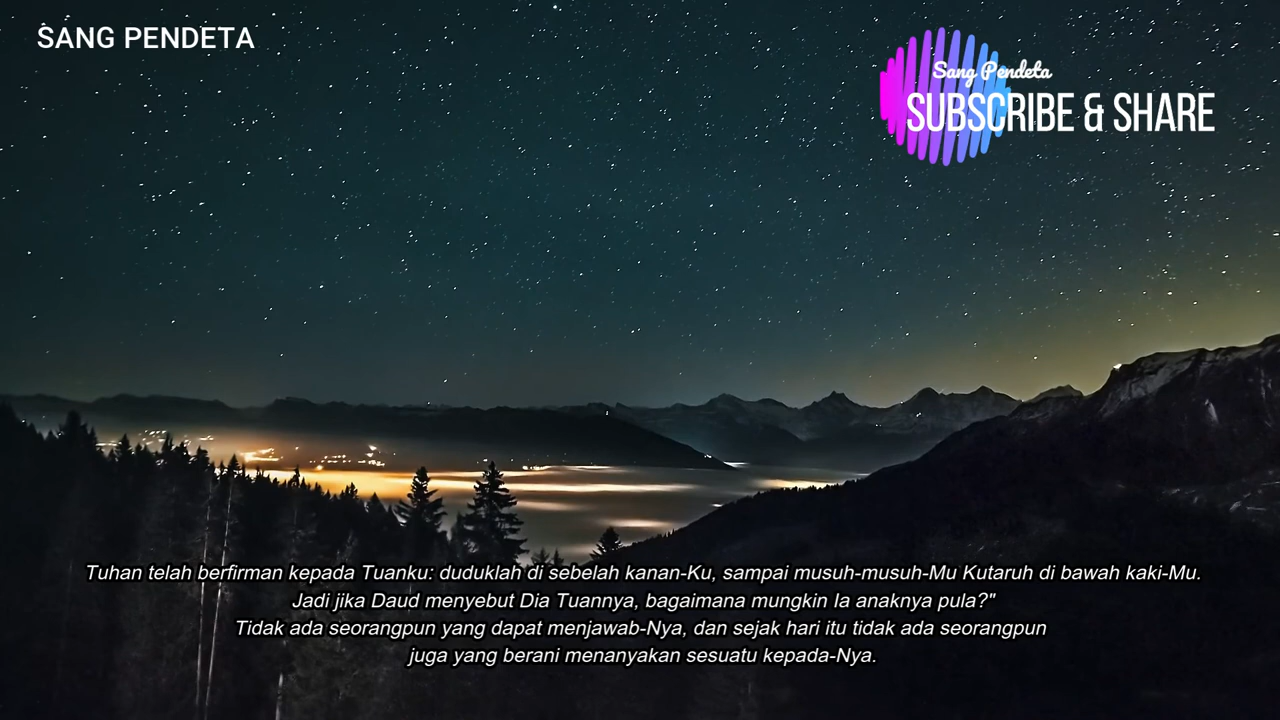 SANG PENDETA
Sang Pendeta
SUBSCRIBE & SHARE
Tuhan telah berfirman kepada Tuanku: duduklah di sebelah kanan-Ku, sampai musuh-musuh-Mu Kutaruh di bawah kaki-Mu.
Jadi jika Daud menyebut Dia Tuannya, bagaimana mungkin Ia anaknya pula?"
Tidak ada seorangpun yang dapat menjawab-Nya, dan sejak hari itu tidak ada seorangpun
juga yang berani menanyakan sesuatu kepada-Nya.